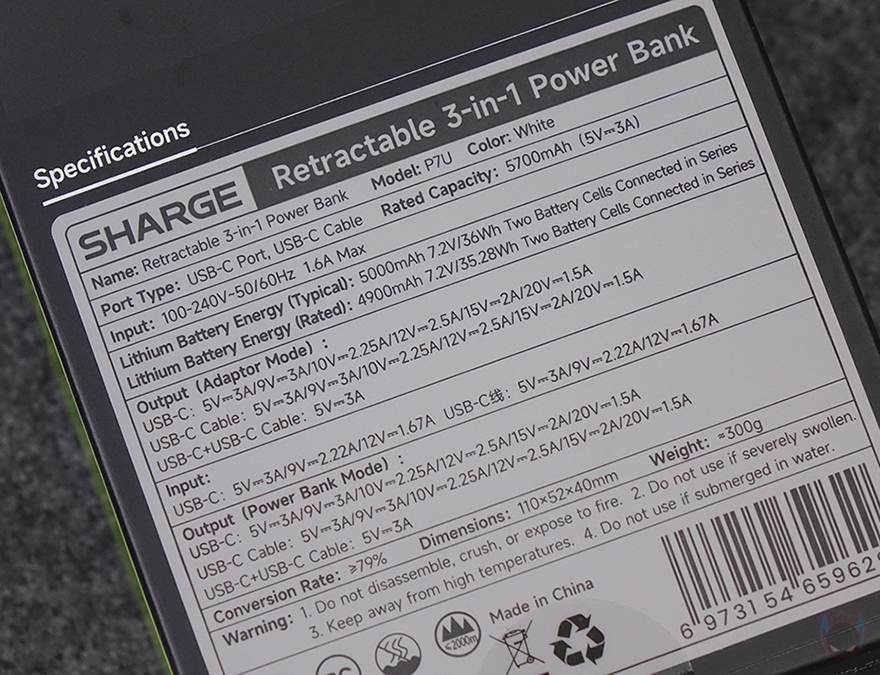 Specifications
SHARGE Retractable 3-in-1 Power Bank
Name: Retractable 3-in-1 Power Bank Model: P7U Color: White
Port Type: USB-C Port, USB-C Cable Rated Capacity: 5700mAh (5V⎓3A)
Input: 100-240V~50/60Hz 1.6A Max
Lithium Battery Energy (Typical): 5000mAh 7.2V/36Wh Two Battery Cells Connected in Series
Lithium Battery Energy (Rated): 4900mAh 7.2V/35.28Wh Two Battery Cells Connected in Series
Output (Adaptor Mode) :
USB-C: 5V⎓3A/9V⎓3A/10V⎓2.25A/12V⎓2.5A/15V⎓2A/20V⎓1.5A
USB-C Cable: 5V⎓3A/9V⎓3A/10V⎓2.25A/12V⎓2.5A/15V⎓2A/20V⎓1.5A
USB-C+USB-C Cable: 5V⎓3A
Input:
USB-C: 5V⎓3A/9V⎓2.22A/12V⎓1.67A USB-C线: 5V⎓3A/9V⎓2.22A/12V⎓1.67A
Output (Power Bank Mode) :
USB-C: 5V⎓3A/9V⎓3A/10V⎓2.25A/12V⎓2.5A/15V⎓2A/20V⎓1.5A
USB-C Cable: 5V⎓3A/9V⎓3A/10V⎓2.25A/12V⎓2.5A/15V⎓2A/20V⎓1.5A
USB-C+USB-C Cable: 5V⎓3A
Conversion Rate: ≥79% Dimensions: 110×52×40mm Weight: ≈300g
Warning: 1. Do not disassemble, crush, or expose to fire. 2. Do not use if severely swollen.
3. Keep away from high temperatures. 4. Do not use if submerged in water.
≤2000m
Made in China
6 973154 65962